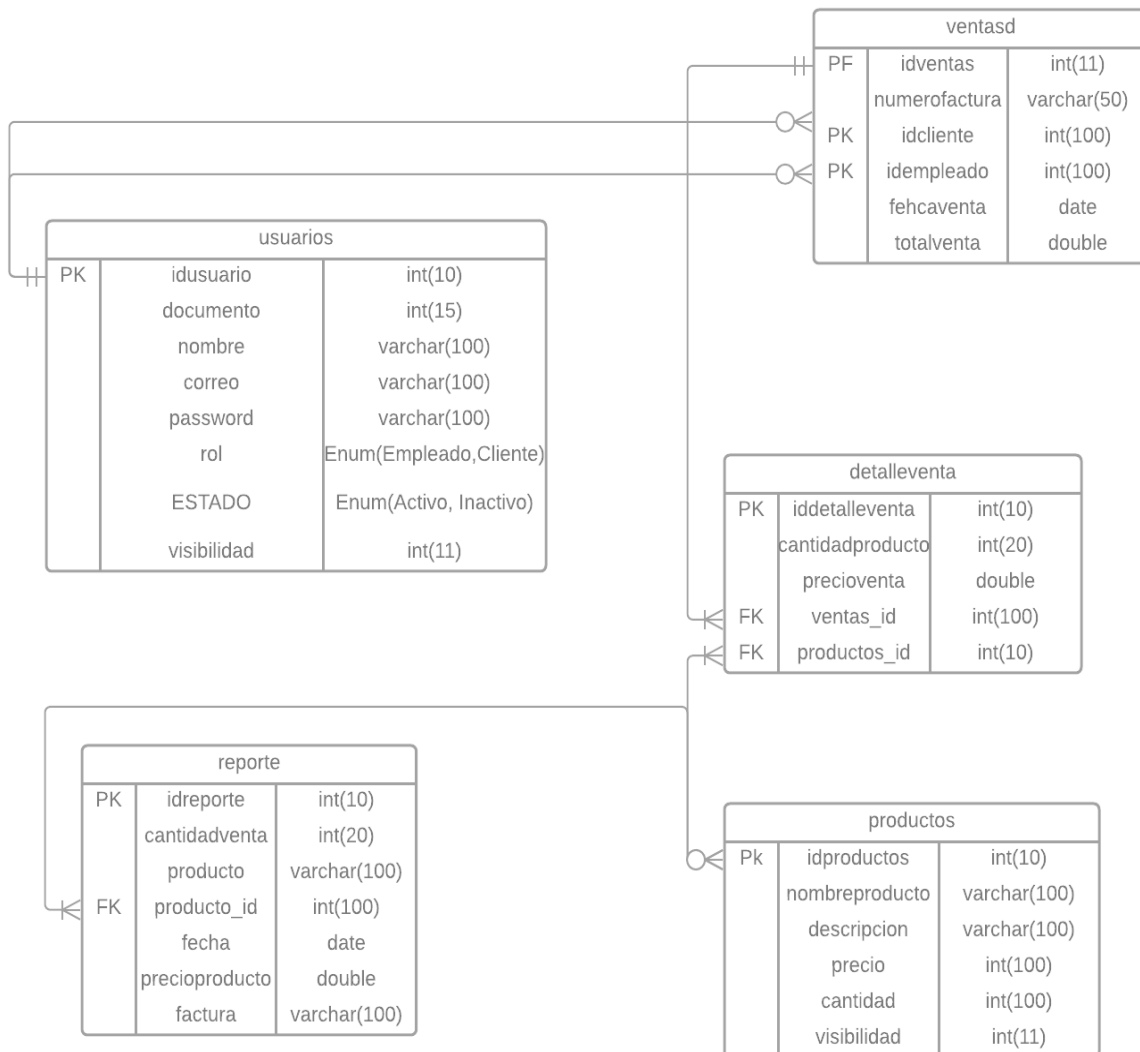 ventasd
PF idventas int(11)
numerofactura varchar(50)
PK idcliente int(100)
PK idempleado int(100)
fehcaventa date
totalventa double
usuarios
PK idusuario int(10)
documento int(15)
nombre varchar(100)
correo varchar(100)
password varchar(100)
rol Enum(Empleado,Cliente)
ESTADO Enum(Activo, Inactivo)
visibilidad int(11)
detalleventa
PK iddetalleventa int(10)
cantidadproducto int(20)
precioventa double
FK ventas_id int(100)
FK productos_id int(10)
reporte
PK idreporte int(10)
cantidadventa int(20)
producto varchar(100)
FK producto_id int(100)
fecha date
precioproducto double
factura varchar(100)
productos
Pk idproductos int(10)
nombreproducto varchar(100)
descripcion varchar(100)
precio int(100)
cantidad int(100)
visibilidad int(11)